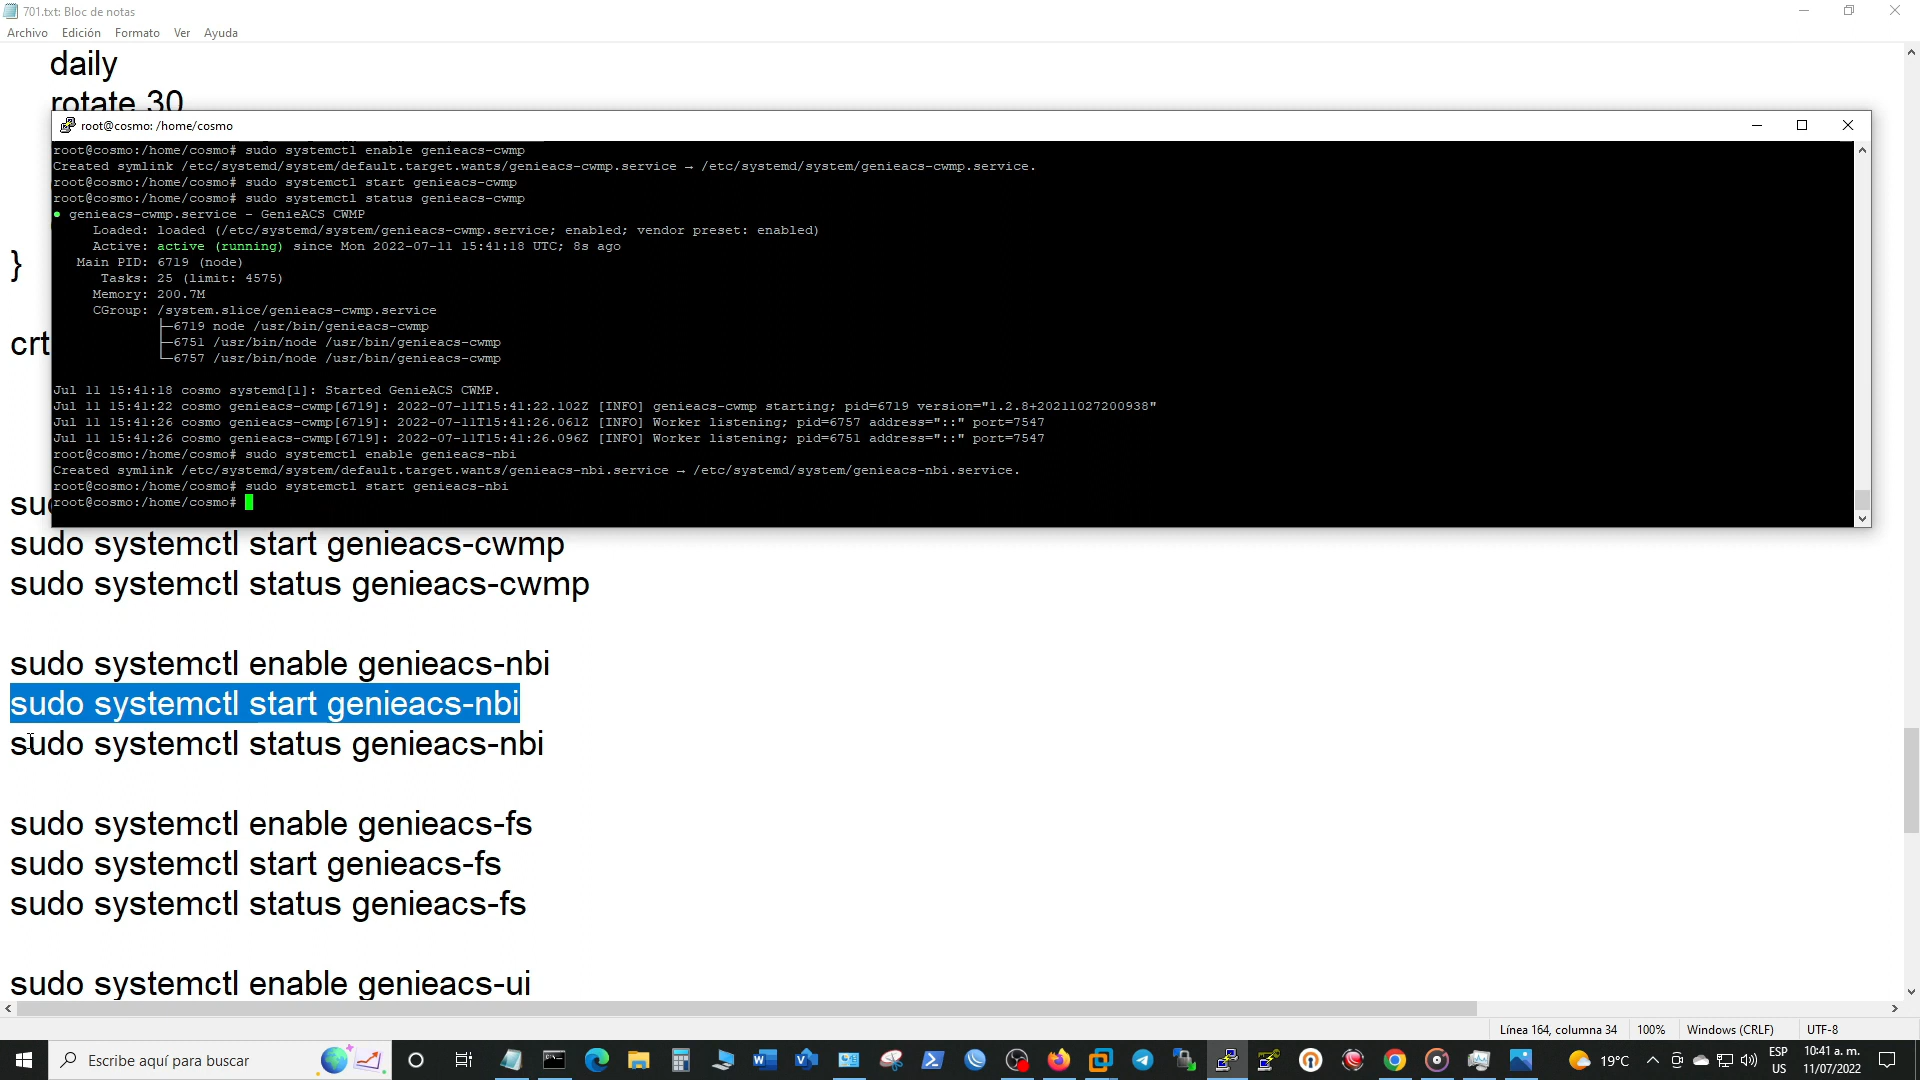 701.txt: Bloc de notas
Archivo Edición Formato Ver Ayuda
daily
rotate 30
root@cosmo: /home/cosmo
root@cosmo:/home/cosmo# sudo systemctl enable genieacs-cwmp
Created symlink /etc/systemd/system/default.target.wants/genieacs-cwmp.service → /etc/systemd/system/genieacs-cwmp.service.
root@cosmo:/home/cosmo# sudo systemctl start genieacs-cwmp
root@cosmo:/home/cosmo# sudo systemctl status genieacs-cwmp
● genieacs-cwmp.service - GenieACS CWMP
Loaded: loaded (/etc/systemd/system/genieacs-cwmp.service; enabled; vendor preset: enabled)
Active: active (running) since Mon 2022-07-11 15:41:18 UTC; 8s ago
Main PID: 6719 (node)
Tasks: 25 (limit: 4575)
Memory: 200.7M
CGroup: /system.slice/genieacs-cwmp.service
├─6719 node /usr/bin/genieacs-cwmp
├─6751 /usr/bin/node /usr/bin/genieacs-cwmp
└─6757 /usr/bin/node /usr/bin/genieacs-cwmp
Jul 11 15:41:18 cosmo systemd[1]: Started GenieACS CWMP.
Jul 11 15:41:22 cosmo genieacs-cwmp[6719]: 2022-07-11T15:41:22.102Z [INFO] genieacs-cwmp starting; pid=6719 version="1.2.8+20211027200938"
Jul 11 15:41:26 cosmo genieacs-cwmp[6719]: 2022-07-11T15:41:26.061Z [INFO] Worker listening; pid=6757 address="::" port=7547
Jul 11 15:41:26 cosmo genieacs-cwmp[6719]: 2022-07-11T15:41:26.096Z [INFO] Worker listening; pid=6751 address="::" port=7547
root@cosmo:/home/cosmo# sudo systemctl enable genieacs-nbi
Created symlink /etc/systemd/system/default.target.wants/genieacs-nbi.service → /etc/systemd/system/genieacs-nbi.service.
root@cosmo:/home/cosmo# sudo systemctl start genieacs-nbi
root@cosmo:/home/cosmo#
}
crt
su
sudo systemctl start genieacs-cwmp
sudo systemctl status genieacs-cwmp
sudo systemctl enable genieacs-nbi
sudo systemctl start genieacs-nbi
sudo systemctl status genieacs-nbi
sudo systemctl enable genieacs-fs
sudo systemctl start genieacs-fs
sudo systemctl status genieacs-fs
sudo systemctl enable genieacs-ui
Línea 164, columna 34 100% Windows (CRLF) UTF-8
Escribe aquí para buscar
19°C
ESP
US
10:41 a. m.
11/07/2022